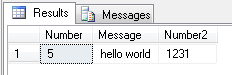 Results Messages
Number Message Number2
1 5 hello world 1231